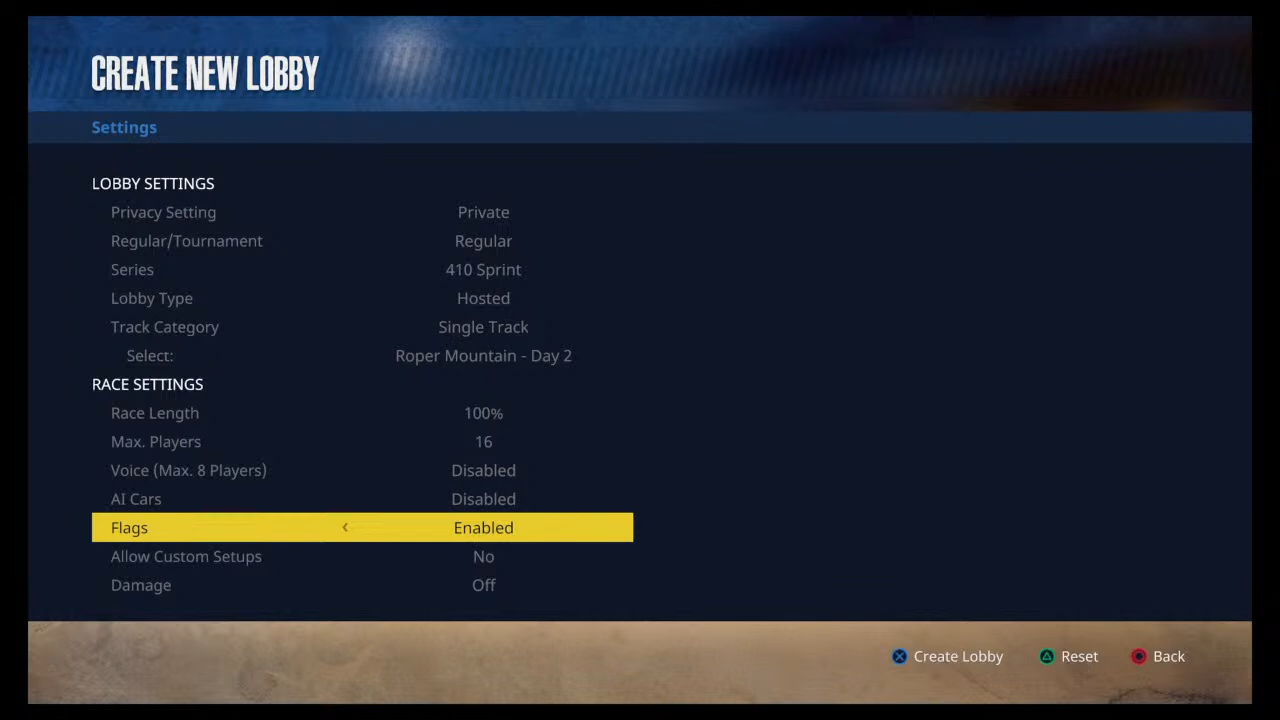 CREATE NEW LOBBY
Settings
LOBBY SETTINGS
Privacy Setting Private
Regular/Tournament Regular
Series 410 Sprint
Lobby Type Hosted
Track Category Single Track
Select: Roper Mountain - Day 2
RACE SETTINGS
Race Length 100%
Max. Players 16
Voice (Max. 8 Players) Disabled
AI Cars Disabled
Flags ‹ Enabled
Allow Custom Setups No
Damage Off
Create Lobby Reset Back